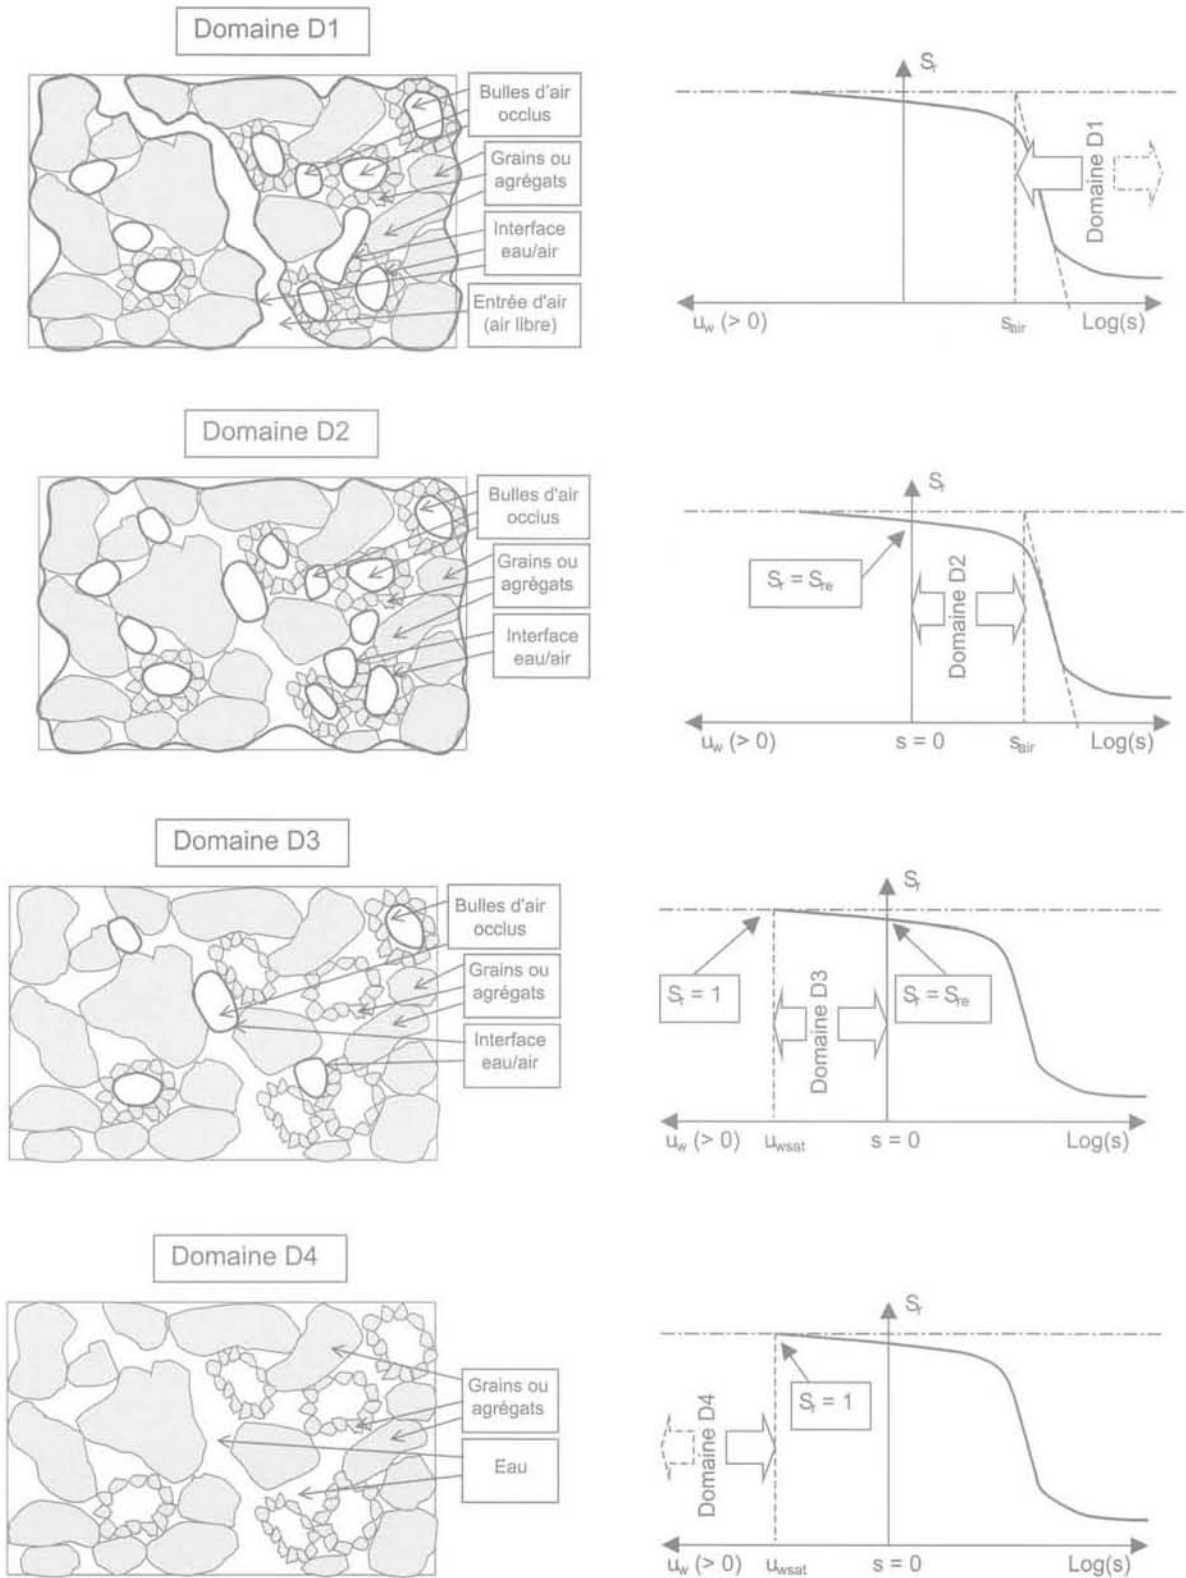 Domaine D1
Bulles d'air
occlus
Grains ou
agrégats
Interface
eau/air
Entrée d'air
(air libre)
Sr
Domaine D1
uw (> 0)
sair
Log(s)
Domaine D2
Bulles d'air
occlus
Grains ou
agrégats
Interface
eau/air
Sr
Sr = Sre
Domaine D2
uw (> 0)
s = 0
sair
Log(s)
Domaine D3
Bulles d'air
occlus
Grains ou
agrégats
Interface
eau/air
Sr
Sr = 1
Domaine D3
Sr = Sre
uw (> 0)
uwsat
s = 0
Log(s)
Domaine D4
Grains ou
agrégats
Eau
Sr
Sr = 1
Domaine D4
uw (> 0)
uwsat
s = 0
Log(s)